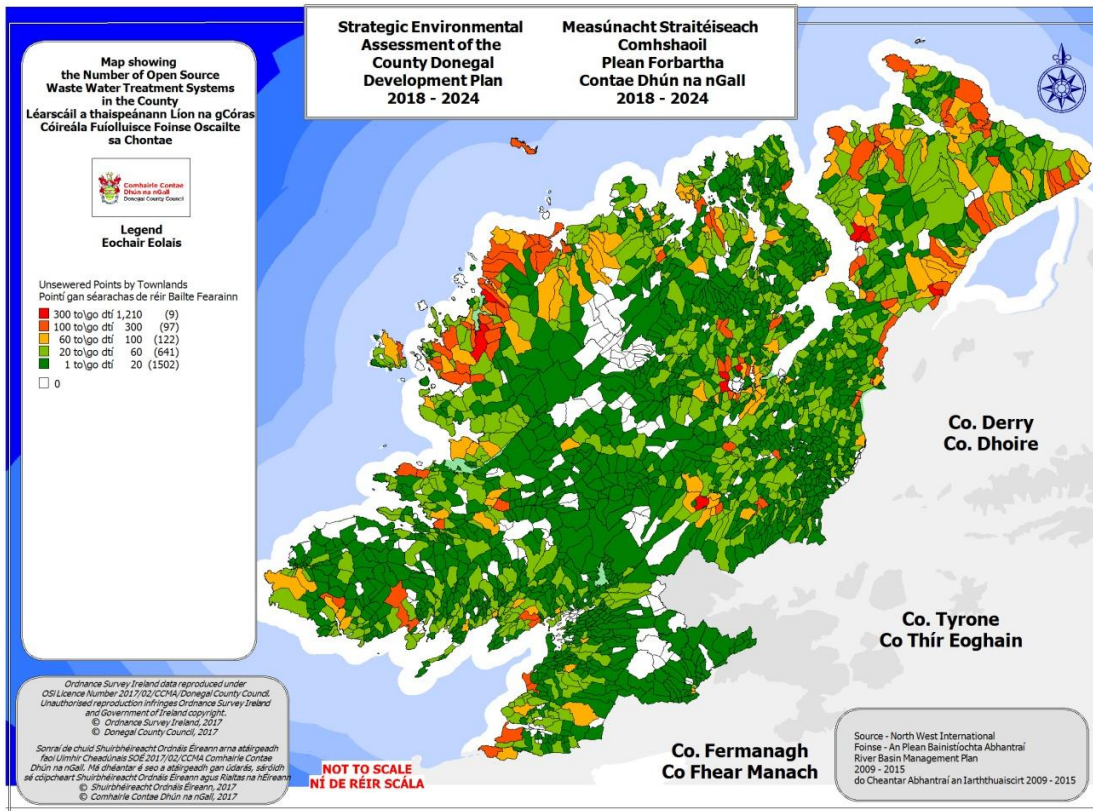 Strategic Environmental
Assessment of the
County Donegal
Development Plan
2018 - 2024
Measúnacht Straitéiseach
Comhshaoil
Plean Forbartha
Contae Dhún na nGall
2018 - 2024
Map showing
the Number of Open Source
Waste Water Treatment Systems
in the County
Léarscáil a thaispeánann Líon na gCóras
Cóireála Fuíolluisce Foinse Oscailte
sa Chontae
Comhairle Contae
Dhún na nGall
Donegal County Council
Legend
Eochair Eolais
Unsewered Points by Townlands
Pointí gan séarachas de réir Bailte Fearainn
300 to\go dtí 1,210 (9)
100 to\go dtí 300 (97)
60 to\go dtí 100 (122)
20 to\go dtí 60 (641)
1 to\go dtí 20 (1502)
0
Co. Derry
Co. Dhoire
Co. Tyrone
Co Thír Eoghain
Co. Fermanagh
Co Fhear Manach
Ordnance Survey Ireland data reproduced under
OSi Licence Number 2017/02/CCMA/Donegal County Council.
Unauthorised reproduction infringes Ordnance Survey Ireland
and Government of Ireland copyright.
© Ordnance Survey Ireland, 2017
© Donegal County Council, 2017
Sonraí de chuid Shuirbhéireacht Ordnáis Éireann arna atáirgeadh
faoi Uimhir Cheadúnais SOÉ 2017/02/CCMA Comhairle Contae
Dhún na nGall. Má dhéantar é seo a atáirgeadh gan údarás, sáróidh
sé cóipcheart Shuirbhéireacht Ordnáis Éireann agus Rialtas na hÉireann
© Shuirbhéireacht Ordnáis Éireann, 2017
© Comhairle Contae Dhún na nGall, 2017
NOT TO SCALE
NÍ DE RÉIR SCÁLA
Source - North West International
Foinse - An Plean Bainistíochta Abhantraí
River Basin Management Plan
2009 - 2015
do Cheantar Abhantraí an Iarthuaiscirt 2009 - 2015